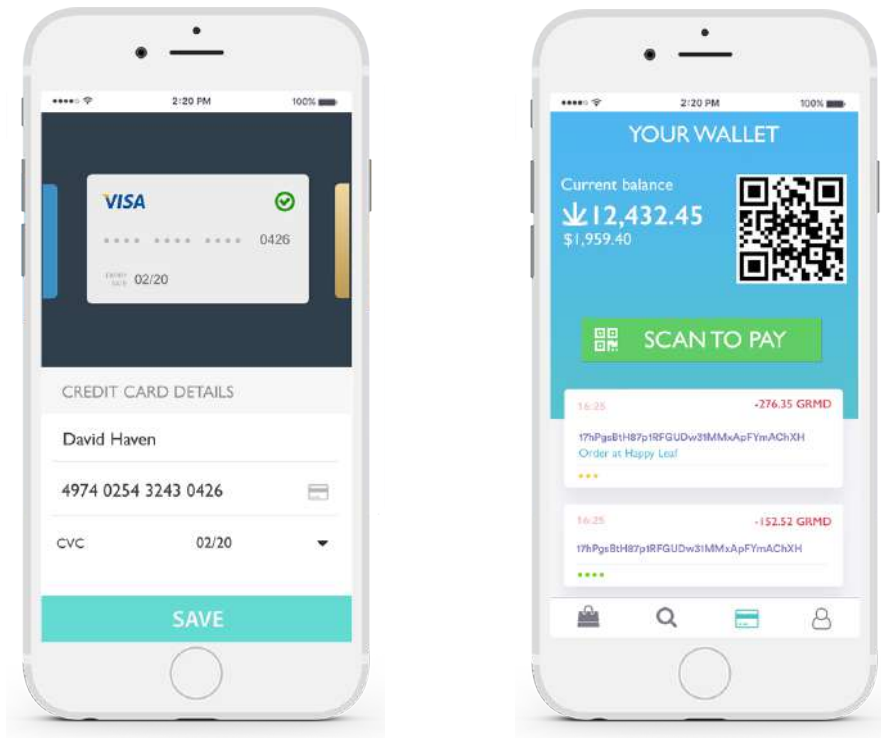 2:20 PM 100%
VISA
•••• •••• •••• 0426
EXPIRY
DATE 02/20
CREDIT CARD DETAILS
David Haven
4974 0254 3243 0426
CVC 02/20
SAVE
2:20 PM 100%
YOUR WALLET
Current balance
12,432.45
$1,959.40
SCAN TO PAY
16:25 -276.35 GRMD
17hPgsBtH87p1RFGUDw31MMxApFYmAChXH
Order at Happy Leaf
16:25 -152.52 GRMD
17hPgsBtH87p1RFGUDw31MMxApFYmAChXH